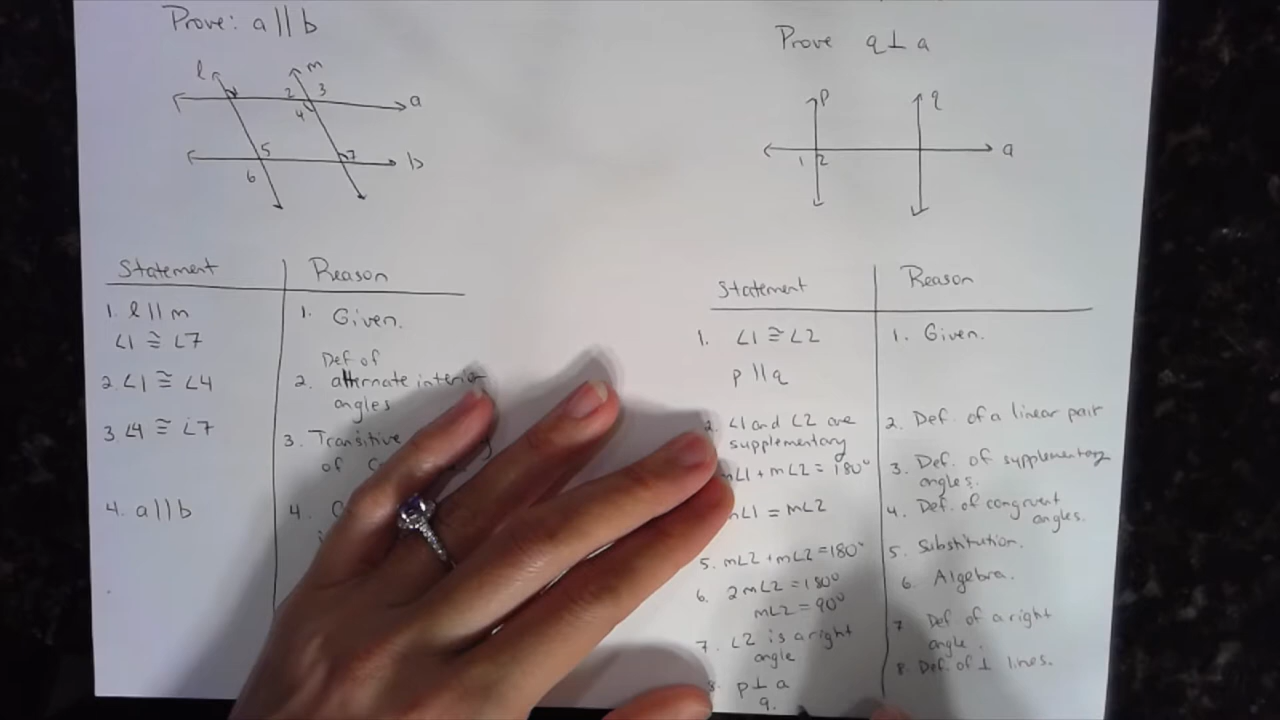 Prove: a || b
l
m
2
3
a
4
5
7
b
6
Statement
Reason
1. l || m
1. Given.
∠1 ≅ ∠7
Def of
2. ∠1 ≅ ∠4
2. alternate interior
angles
3. ∠4 ≅ ∠7
3. Transitive
of
4. a || b
4.
Prove q ⊥ a
p
q
a
1
2
Statement
Reason
1. ∠1 ≅ ∠2
1. Given.
p || q
2. ∠1 and ∠2 are
supplementary
2. Def. of a linear pair
m∠1 + m∠2 = 180°
3. Def. of supplementary
angles.
m∠1 = m∠2
4. Def. of congruent
angles.
5. m∠2 + m∠2 = 180°
5. Substitution.
6. 2m∠2 = 180°
m∠2 = 90°
6. Algebra.
7. ∠2 is a right
angle
7 Def. of a right
angle.
8. p ⊥ a
8. Def. of ⊥ lines.
q.